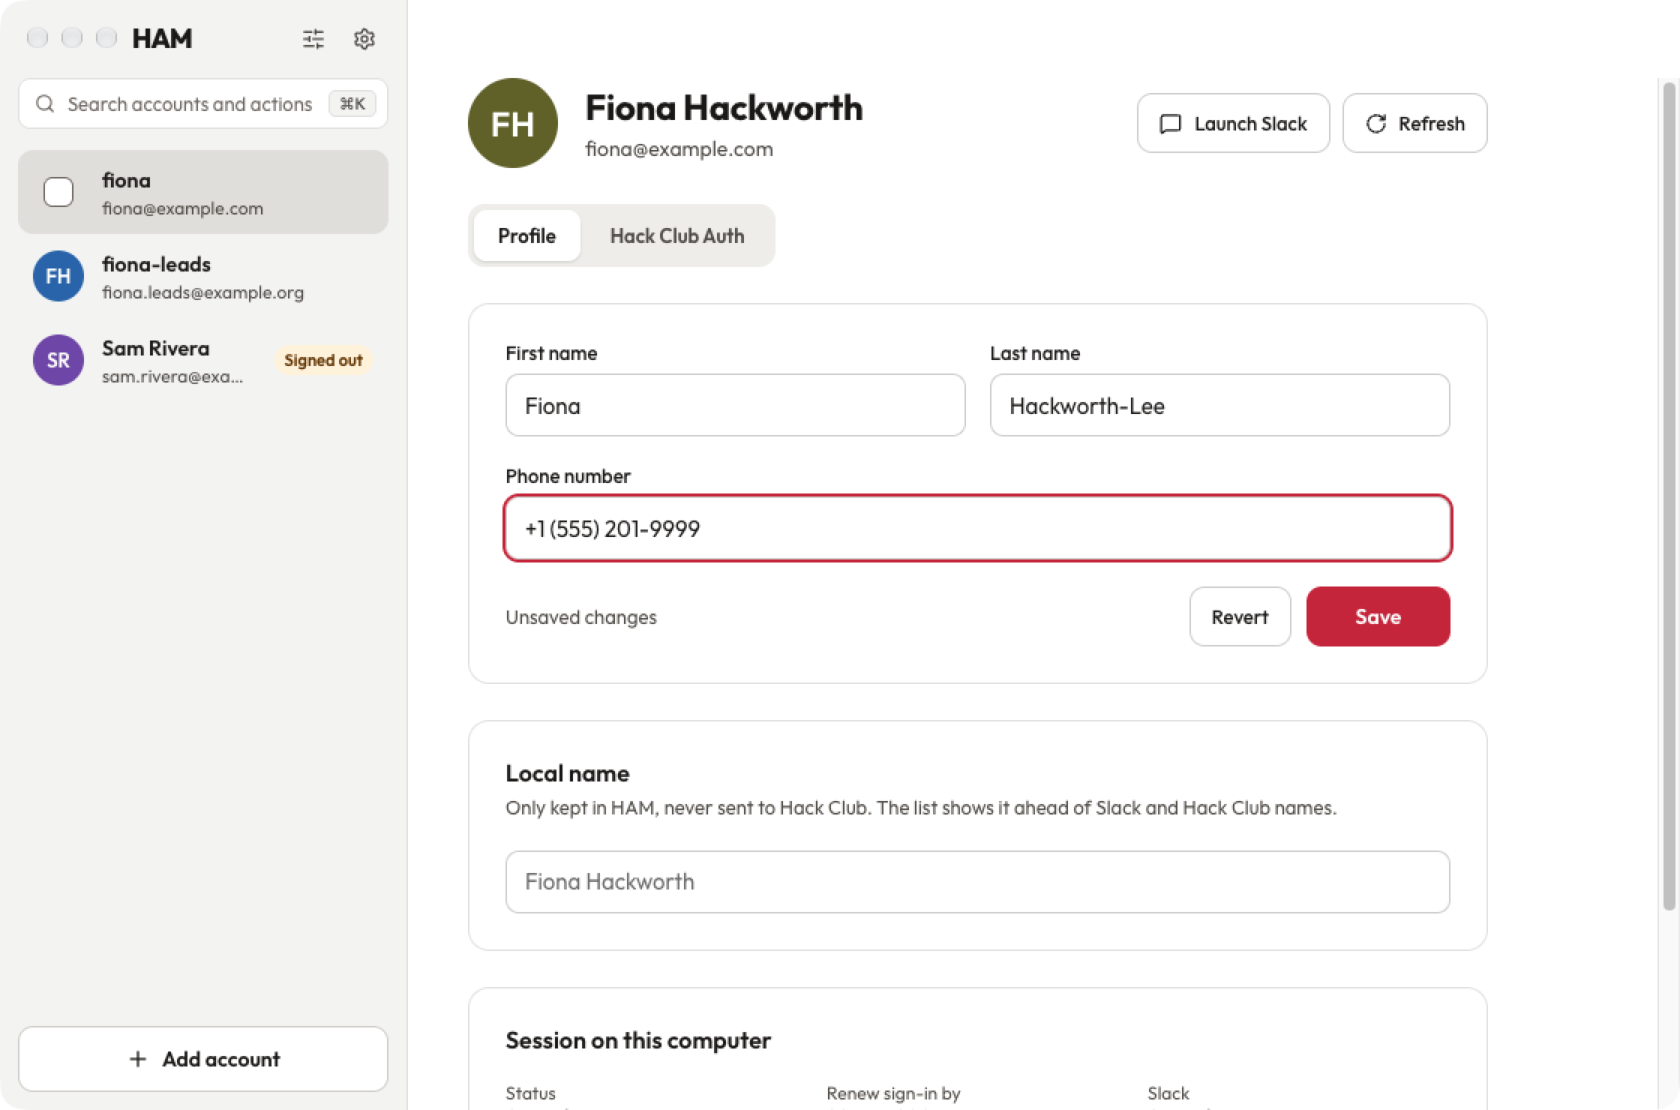 HAM
Search accounts and actions ⌘K
fiona
fiona@example.com
FH
fiona-leads
fiona.leads@example.org
SR
Sam Rivera
sam.rivera@exa...
Signed out
+ Add account
FH
Fiona Hackworth
fiona@example.com
Launch Slack
Refresh
Profile
Hack Club Auth
First name
Last name
Fiona
Hackworth-Lee
Phone number
+1 (555) 201-9999
Unsaved changes
Revert
Save
Local name
Only kept in HAM, never sent to Hack Club. The list shows it ahead of Slack and Hack Club names.
Fiona Hackworth
Session on this computer
Status
Renew sign-in by
Slack